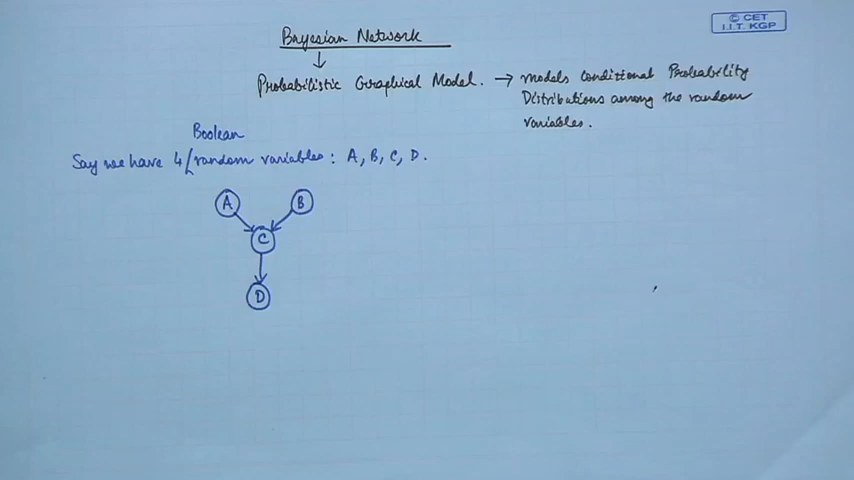 © CET
I.I.T. KGP
Bayesian Network
Probabilistic Graphical Model. → models Conditional Probability
Distributions among the random
variables.
Boolean
Say we have 4 random variables : A, B, C, D.
A B
C
D